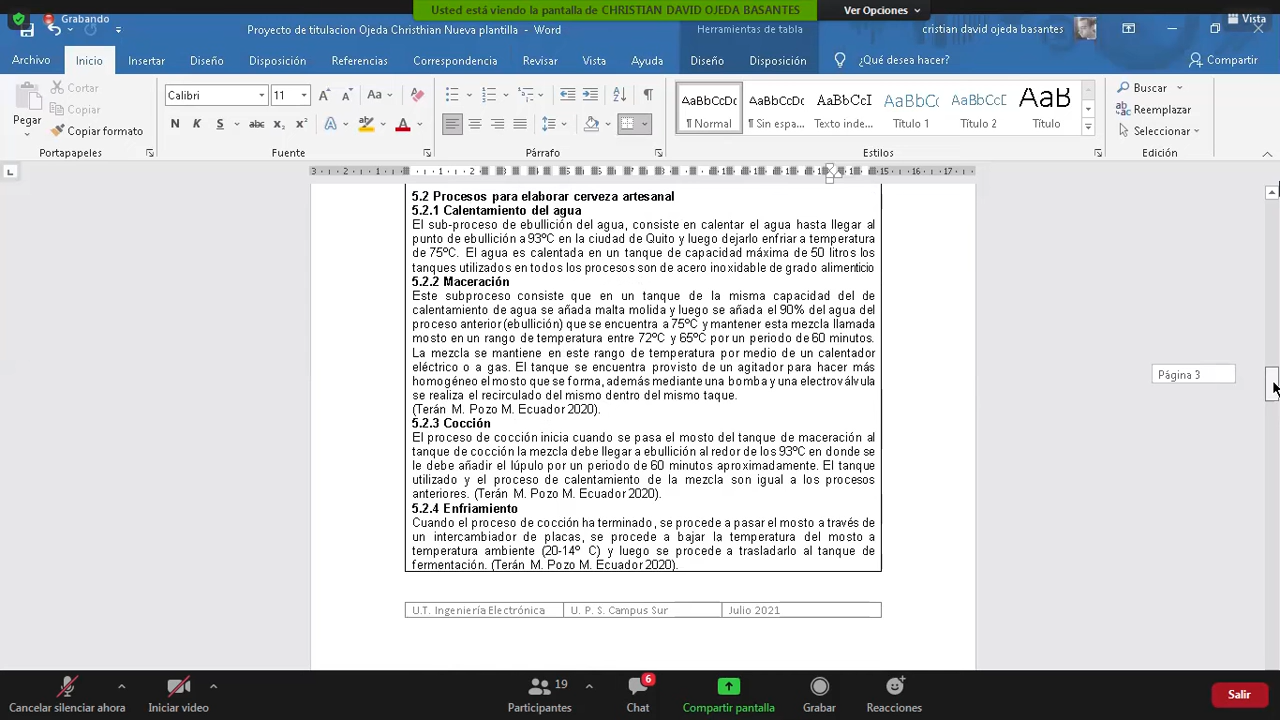 Grabando
Usted está viendo la pantalla de CHRISTIAN DAVID OJEDA BASANTES
Ver Opciones
Vista
Proyecto de titulacion Ojeda Christhian Nueva plantilla - Word
Herramientas de tabla
cristian david ojeda basantes
Archivo
Inicio
Insertar
Diseño
Disposición
Referencias
Correspondencia
Revisar
Vista
Ayuda
Diseño
Disposición
¿Qué desea hacer?
Compartir
Pegar
Cortar
Copiar
Copiar formato
Portapapeles
Calibri
11
Aa
N K S abc x₂ x²
Fuente
Párrafo
AaBbCcDc
¶ Normal
AaBbCcDc
¶ Sin espa...
AaBbCcI
Texto inde...
AaBbCc
Título 1
AaBbCcD
Título 2
AaB
Título
Estilos
Buscar
Reemplazar
Seleccionar
Edición
5.2 Procesos para elaborar cerveza artesanal
5.2.1 Calentamiento del agua
El sub-proceso de ebullición del agua, consiste en calentar el agua hasta llegar al
punto de ebullición a 93ºC en la ciudad de Quito y luego dejarlo enfriar a temperatura
de 75ºC. El agua es calentada en un tanque de capacidad máxima de 50 litros los
tanques utilizados en todos los procesos son de acero inoxidable de grado alimenticio
5.2.2 Maceración
Este subproceso consiste que en un tanque de la misma capacidad del de
calentamiento de agua se añada malta molida y luego se añada el 90% del agua del
proceso anterior (ebullición) que se encuentra a 75ºC y mantener esta mezcla llamada
mosto en un rango de temperatura entre 72ºC y 65ºC por un periodo de 60 minutos.
La mezcla se mantiene en este rango de temperatura por medio de un calentador
eléctrico o a gas. El tanque se encuentra provisto de un agitador para hacer más
homogéneo el mosto que se forma, además mediante una bomba y una electroválvula
se realiza el recirculado del mismo dentro del mismo taque.
(Terán M. Pozo M. Ecuador 2020).
5.2.3 Cocción
El proceso de cocción inicia cuando se pasa el mosto del tanque de maceración al
tanque de cocción la mezcla debe llegar a ebullición al redor de los 93ºC en donde se
le debe añadir el lúpulo por un periodo de 60 minutos aproximadamente. El tanque
utilizado y el proceso de calentamiento de la mezcla son igual a los procesos
anteriores. (Terán M. Pozo M. Ecuador 2020).
5.2.4 Enfriamiento
Cuando el proceso de cocción ha terminado, se procede a pasar el mosto a través de
un intercambiador de placas, se procede a bajar la temperatura del mosto a
temperatura ambiente (20-14º C) y luego se procede a trasladarlo al tanque de
fermentación. (Terán M. Pozo M. Ecuador 2020).
Página 3
U.T. Ingeniería Electrónica
U. P. S. Campus Sur
Julio 2021
Cancelar silenciar ahora
Iniciar video
19
Participantes
6
Chat
Compartir pantalla
Grabar
Reacciones
Salir